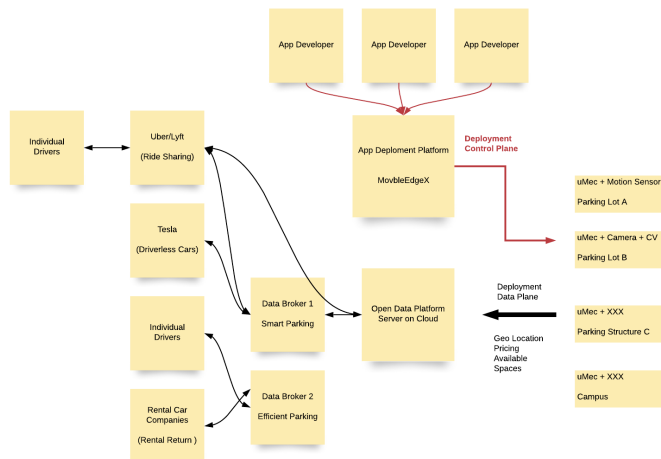 App Developer
App Developer
App Developer
Individual
Drivers
Uber/Lyft
(Ride Sharing)
App Deploment Platform
MovbleEdgeX
Deployment
Control Plane
uMec + Motion Sensor
Parking Lot A
Tesla
(Driverless Cars)
uMec + Camera + CV
Parking Lot B
Data Broker 1
Smart Parking
Open Data Platform
Server on Cloud
Deployment
Data Plane
Geo Location
Pricing
Available
Spaces
uMec + XXX
Parking Structure C
Individual
Drivers
Data Broker 2
Efficient Parking
uMec + XXX
Campus
Rental Car
Companies
(Rental Return )